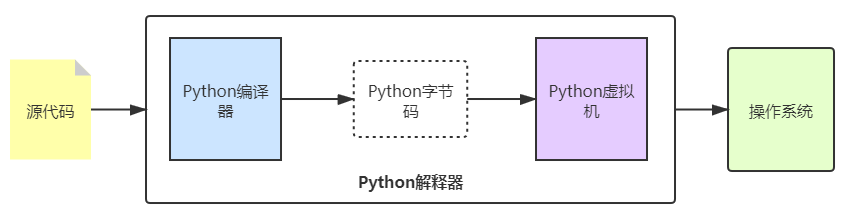 源代码
Python编译
器
Python字节
码
Python虚拟
机
操作系统
Python解释器